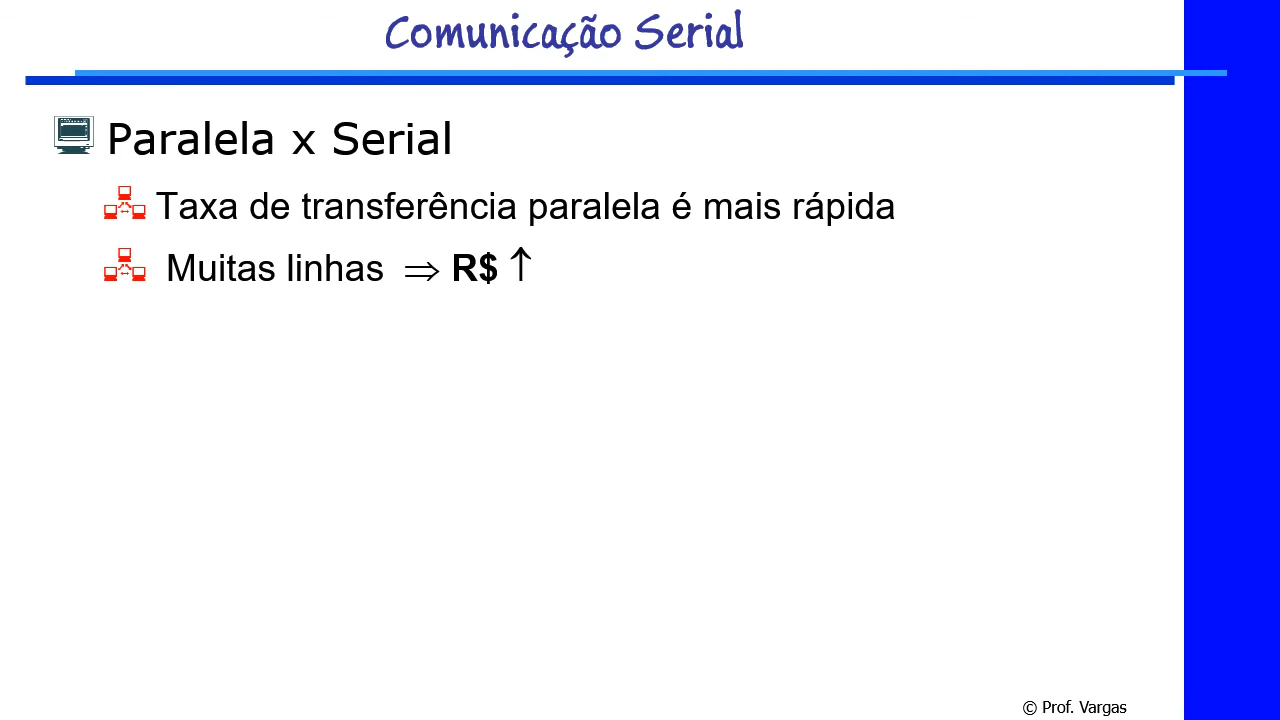 Comunicação Serial
Paralela x Serial
Taxa de transferência paralela é mais rápida
Muitas linhas ⇒ R$ ↑
© Prof. Vargas